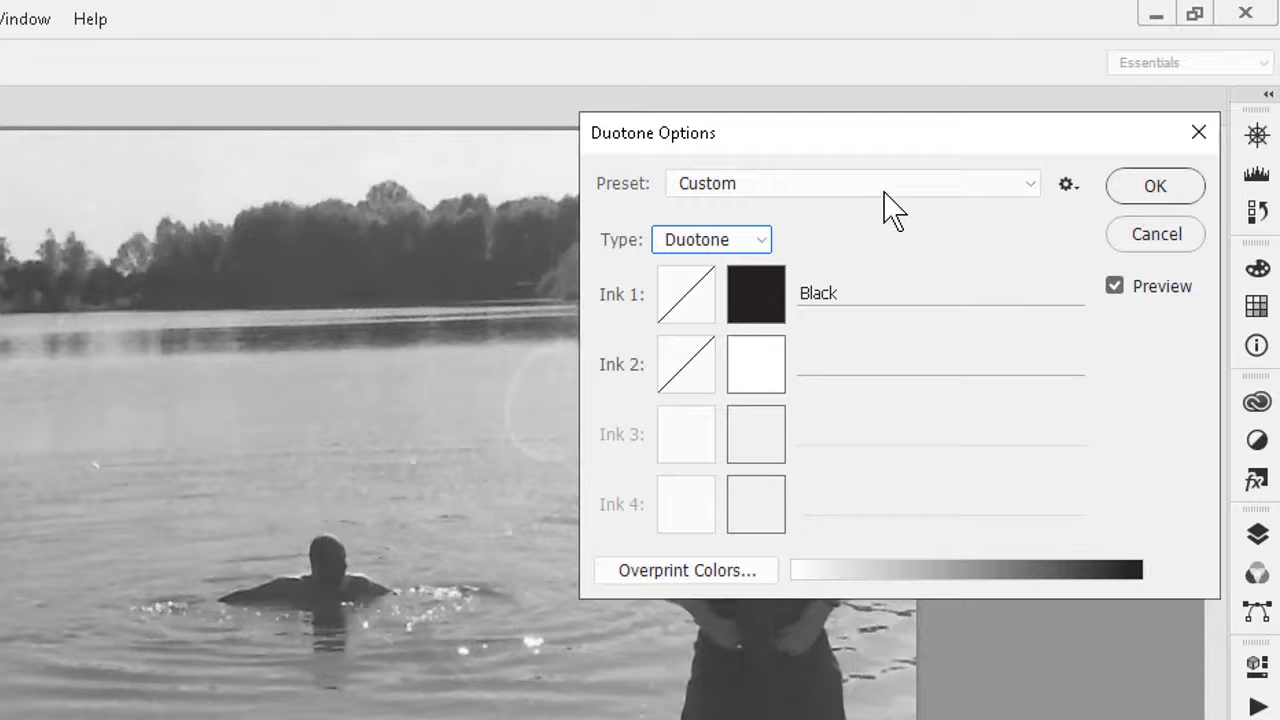 Window Help
Essentials
Duotone Options
Preset: Custom
OK
Type: Duotone
Cancel
Ink 1: Black
Preview
Ink 2:
Ink 3:
Ink 4:
Overprint Colors...